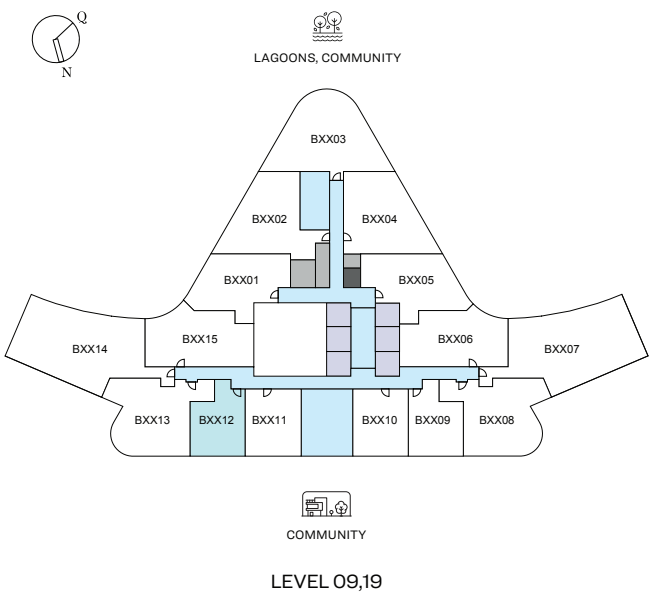 Q
N
LAGOONS, COMMUNITY
BXX03
BXX02
BXX04
BXX01
BXX05
BXX14
BXX15
BXX06
BXX07
BXX13
BXX12
BXX11
BXX10
BXX09
BXX08
COMMUNITY
LEVEL 09,19